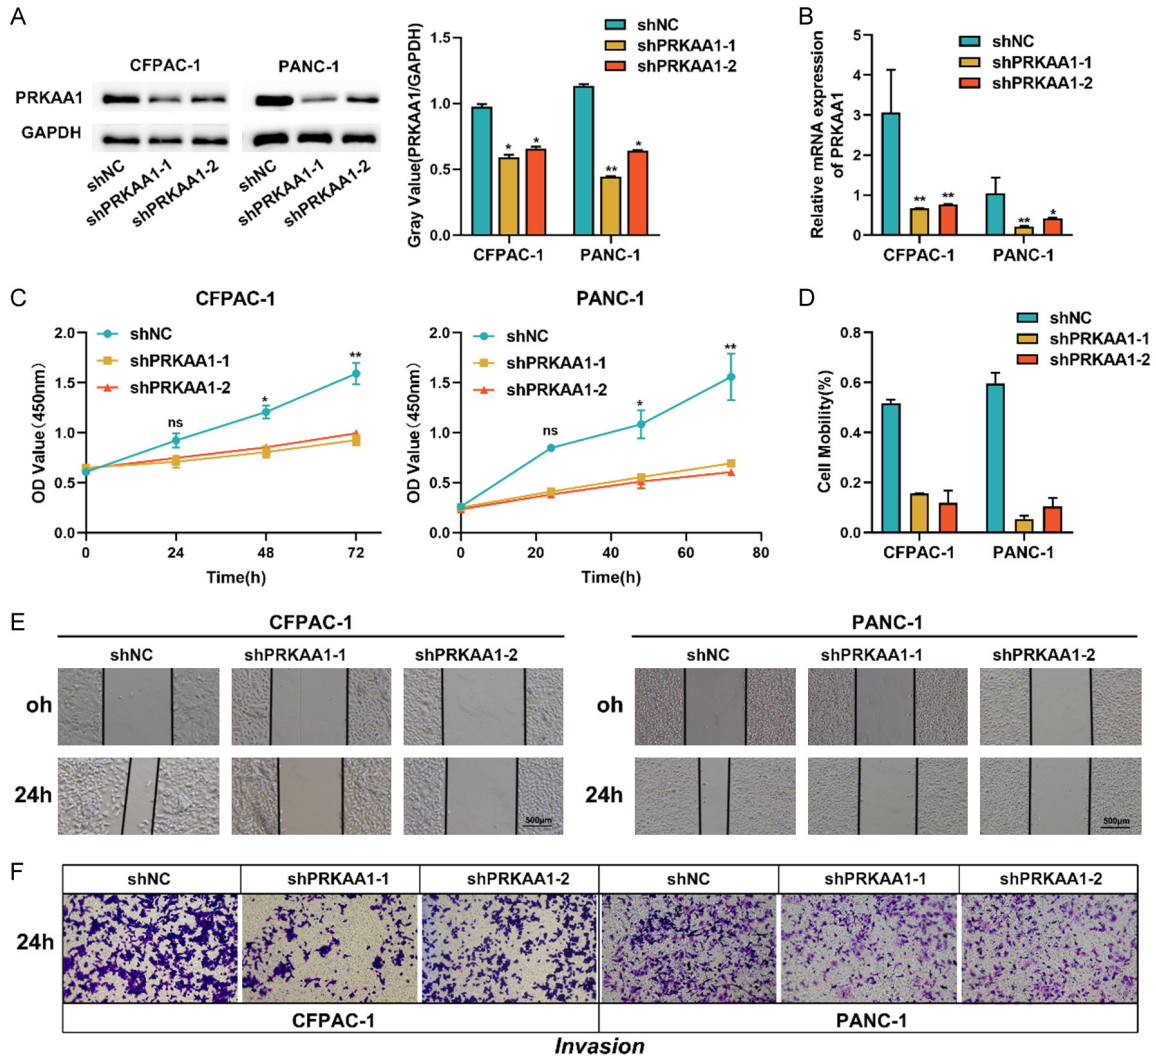 A
CFPAC-1 PANC-1
PRKAA1
GAPDH
shNC shPRKAA1-1 shPRKAA1-2 shNC shPRKAA1-1 shPRKAA1-2
shNC
shPRKAA1-1
shPRKAA1-2
Gray Value(PRKAA1/GAPDH)
1.5
1.0
0.5
0.0
* * ** *
CFPAC-1 PANC-1
B
shNC
shPRKAA1-1
shPRKAA1-2
Relative mRNA expression
of PRKAA1
5
4
3
2
1
0
** ** ** *
CFPAC-1 PANC-1
C
CFPAC-1
shNC
shPRKAA1-1
shPRKAA1-2
OD Value(450nm)
2.0
1.5
1.0
0.5
0.0
ns * **
0 24 48 72
Time(h)
PANC-1
shNC
shPRKAA1-1
shPRKAA1-2
OD Value(450nm)
2.0
1.5
1.0
0.5
0.0
ns * **
0 20 40 60 80
Time(h)
D
shNC
shPRKAA1-1
shPRKAA1-2
Cell Mobility(%)
0.8
0.6
0.4
0.2
0.0
CFPAC-1 PANC-1
E
CFPAC-1 PANC-1
shNC shPRKAA1-1 shPRKAA1-2 shNC shPRKAA1-1 shPRKAA1-2
oh oh
24h 24h
500μm 500μm
F
shNC shPRKAA1-1 shPRKAA1-2 shNC shPRKAA1-1 shPRKAA1-2
24h
CFPAC-1 PANC-1
Invasion